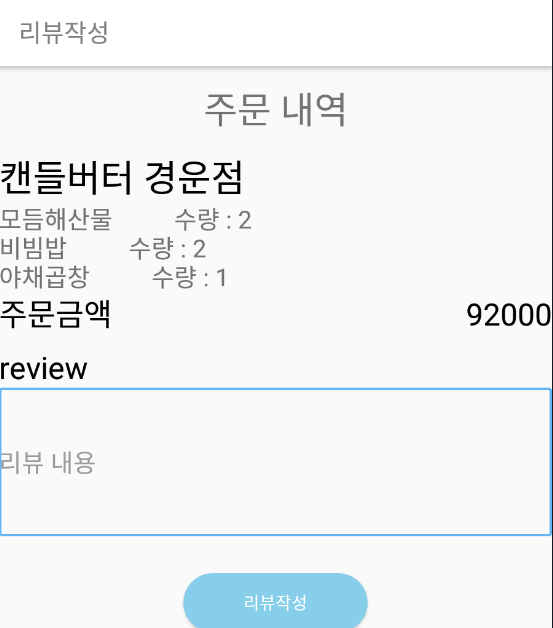 리뷰작성
주문 내역
캔들버터 경운점
모듬해산물 수량 : 2
비빔밥 수량 : 2
야채곱창 수량 : 1
주문금액 92000
review
리뷰 내용
리뷰작성